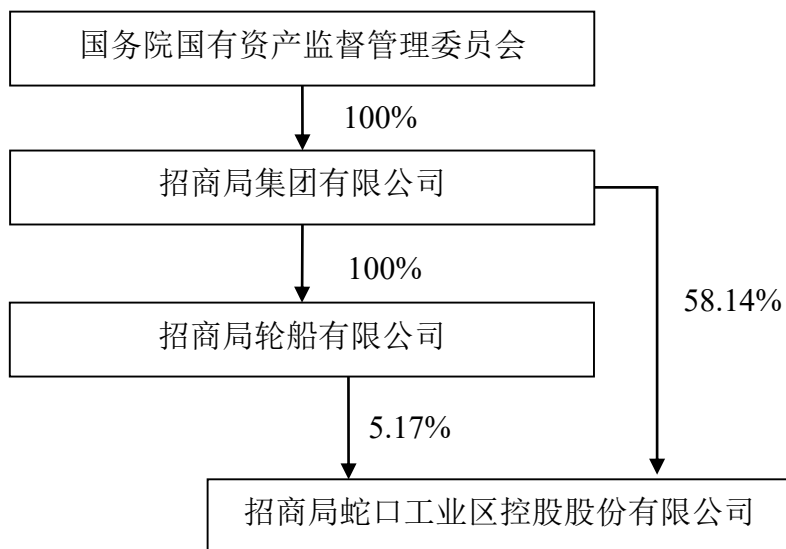 国务院国有资产监督管理委员会
100%
招商局集团有限公司
100%
58.14%
招商局轮船有限公司
5.17%
招商局蛇口工业区控股股份有限公司